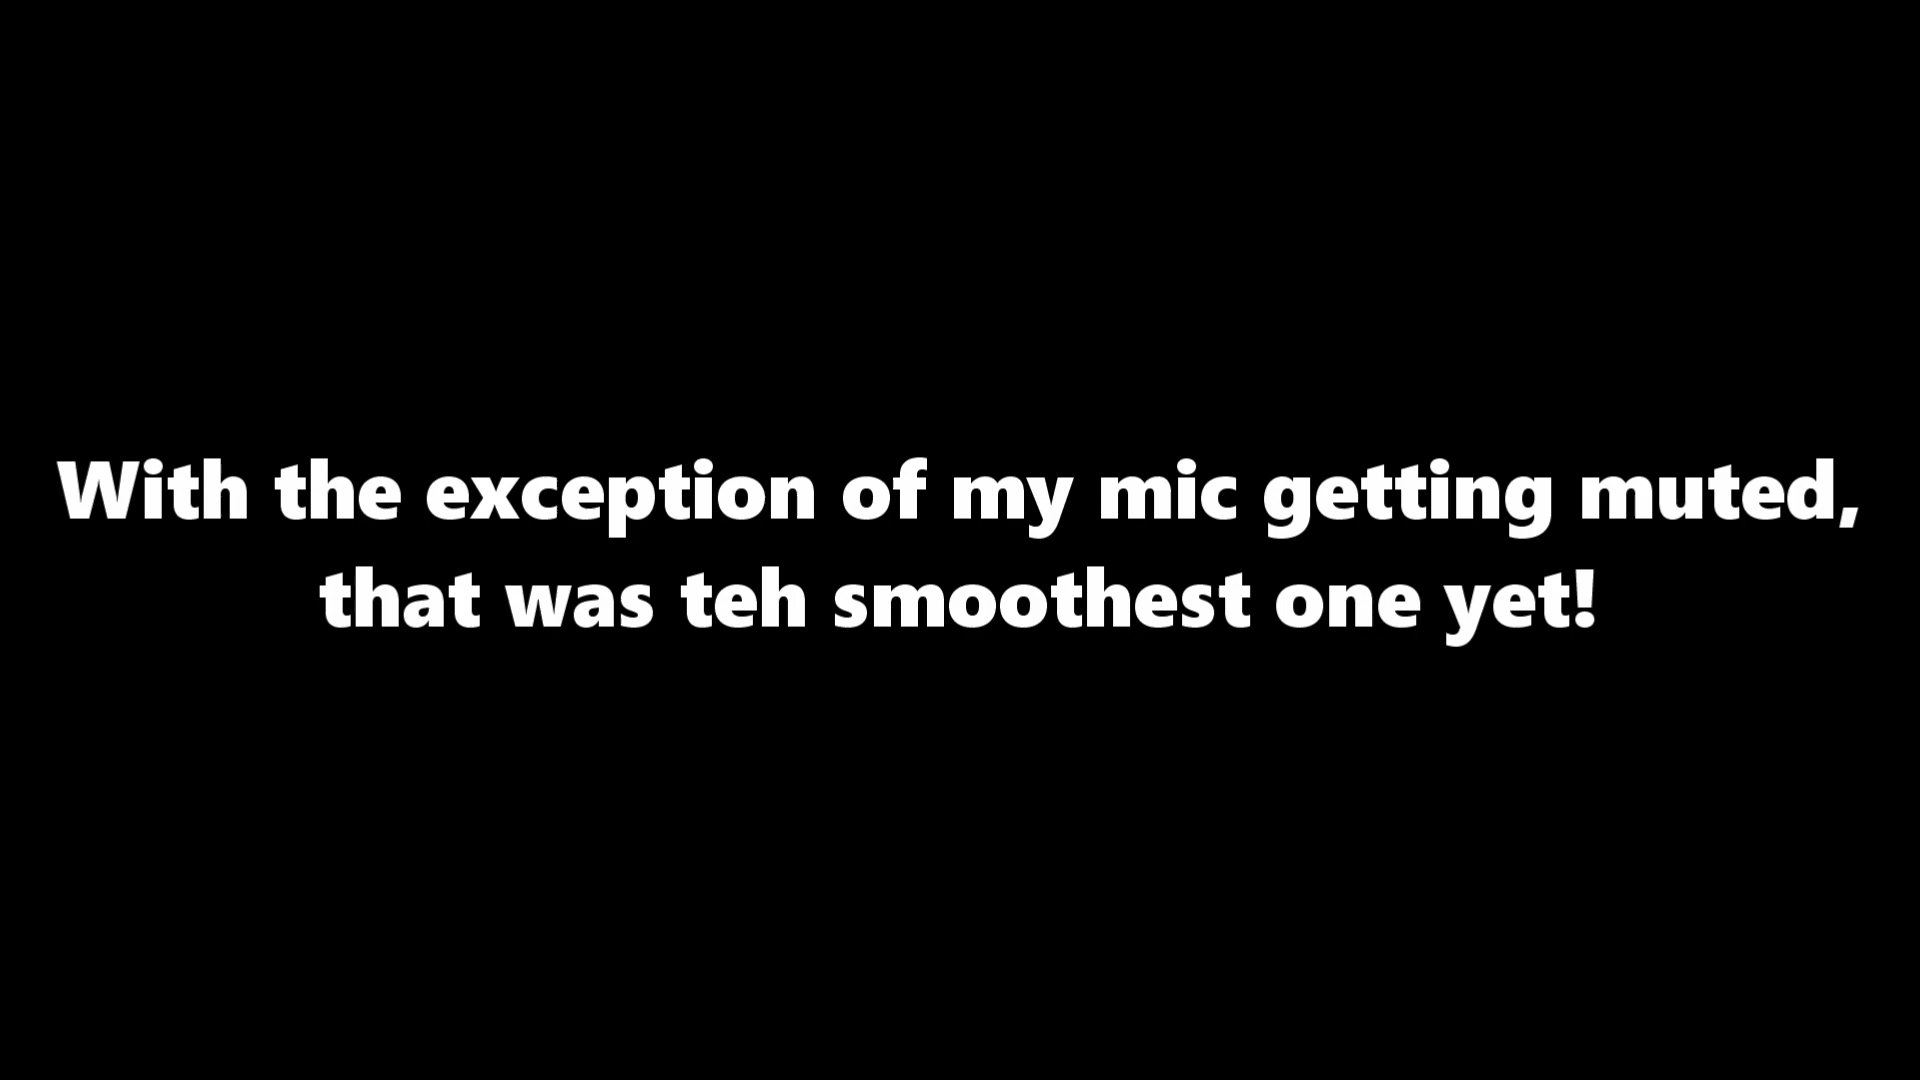 With the exception of my mic getting muted,
that was teh smoothest one yet!